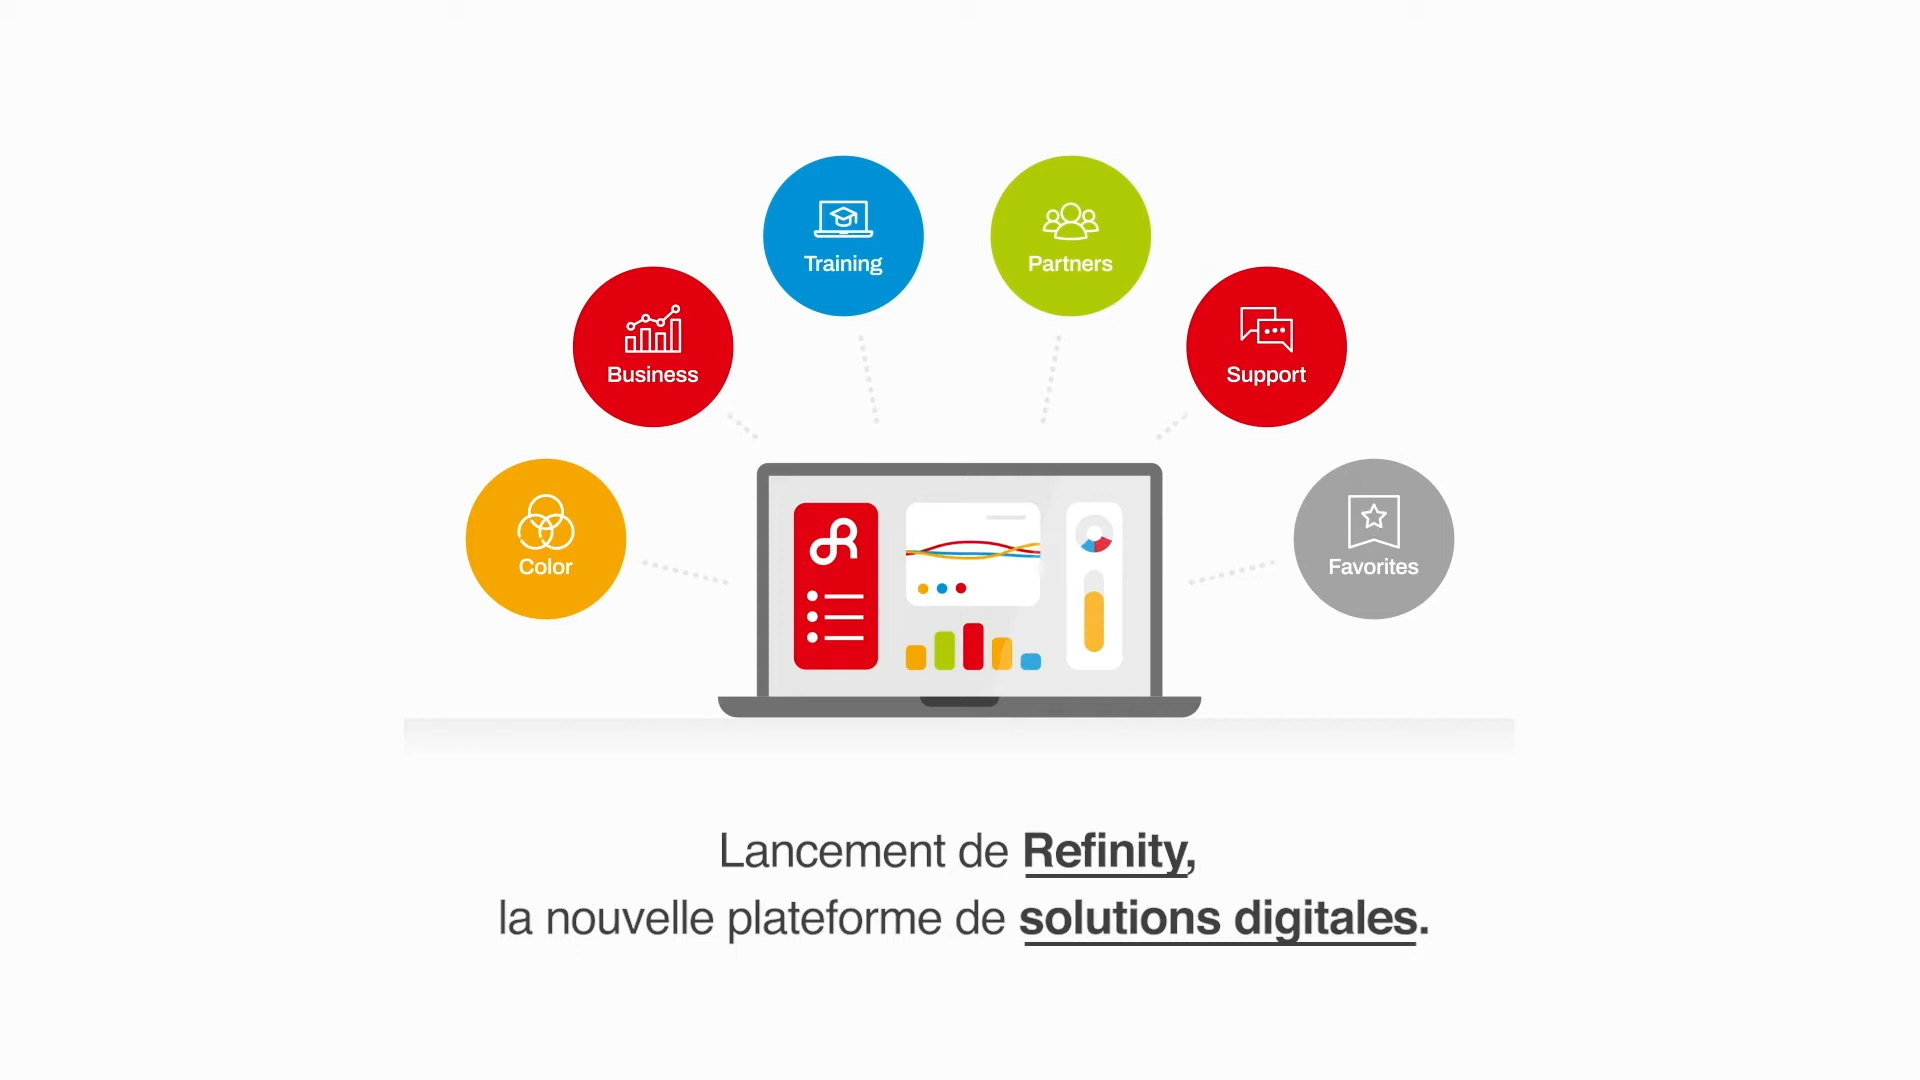 Training
Partners
Business
Support
Color
Favorites
Lancement de Refinity,
la nouvelle plateforme de solutions digitales.